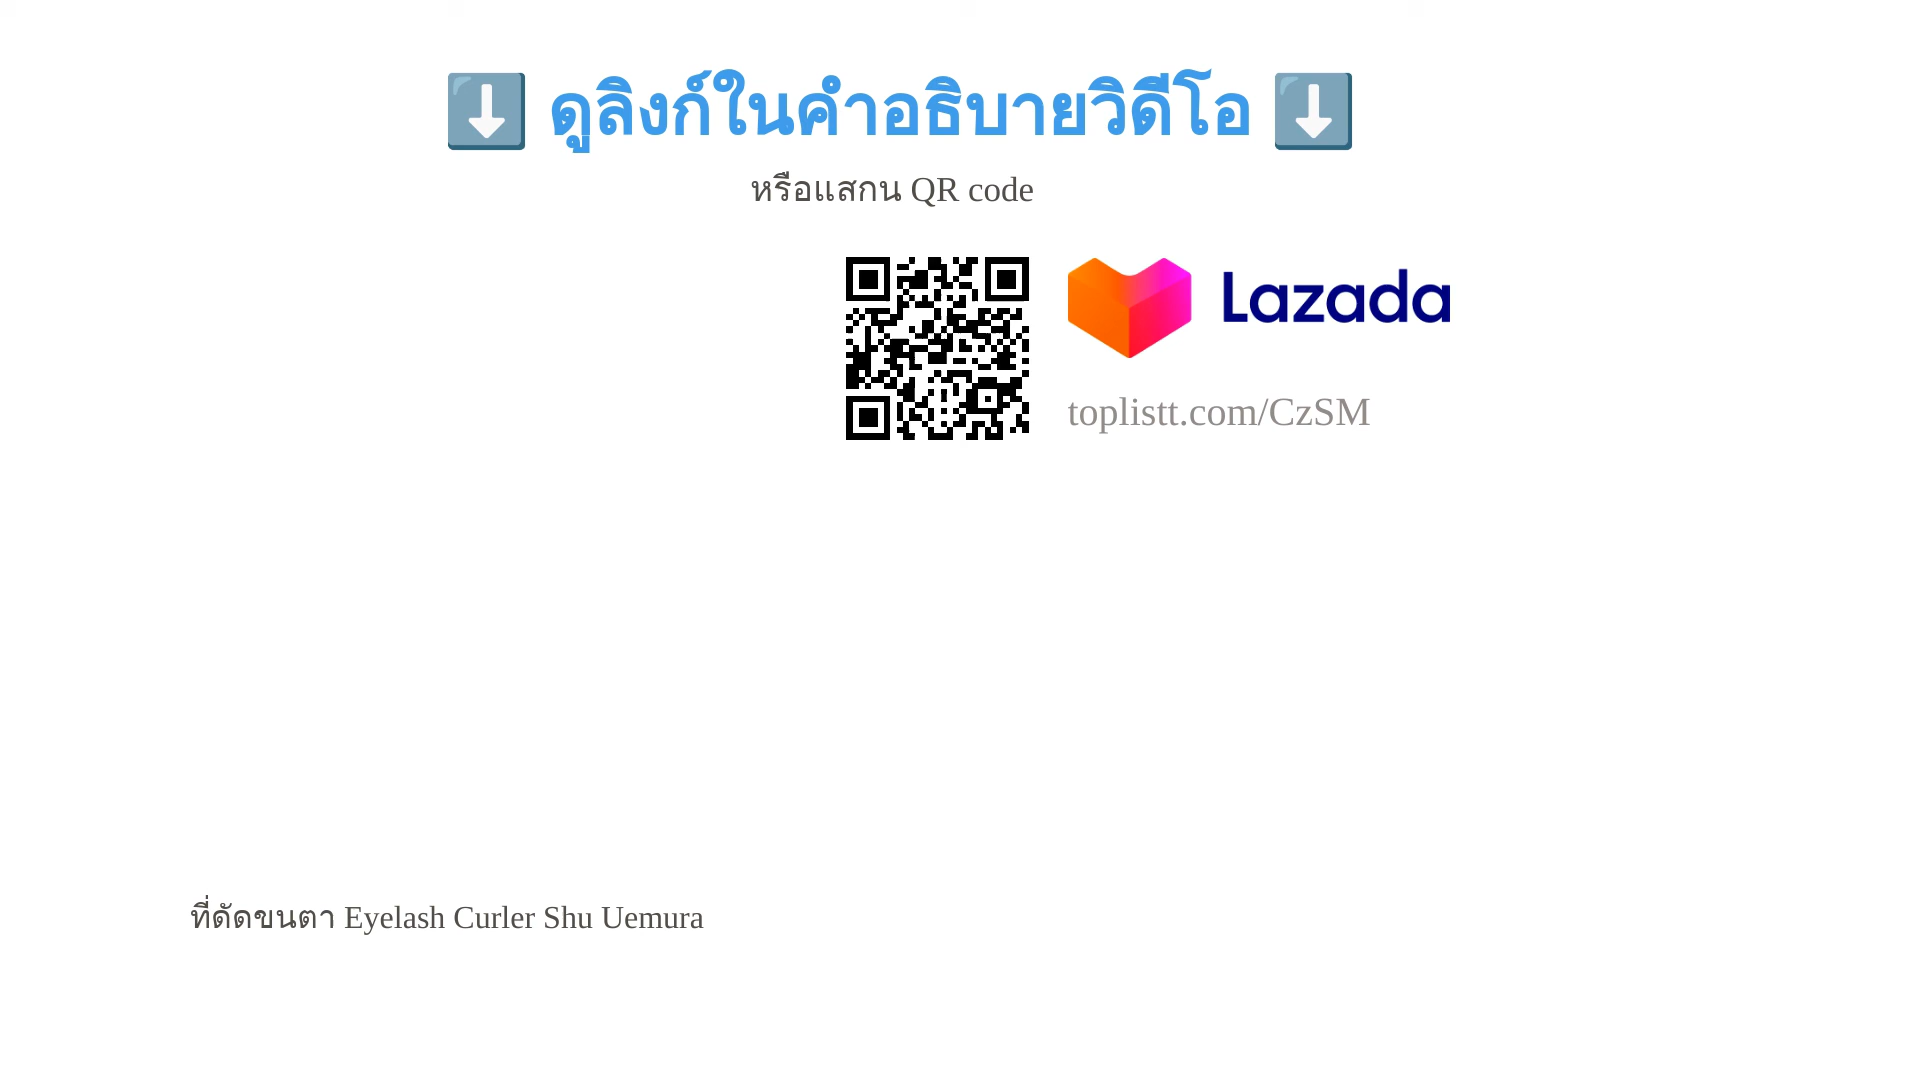 ⬇️ ดูลิงก์ในคำอธิบายวิดีโอ ⬇️
หรือแสกน QR code
Lazada
toplistt.com/CzSM
ที่ดัดขนตา Eyelash Curler Shu Uemura